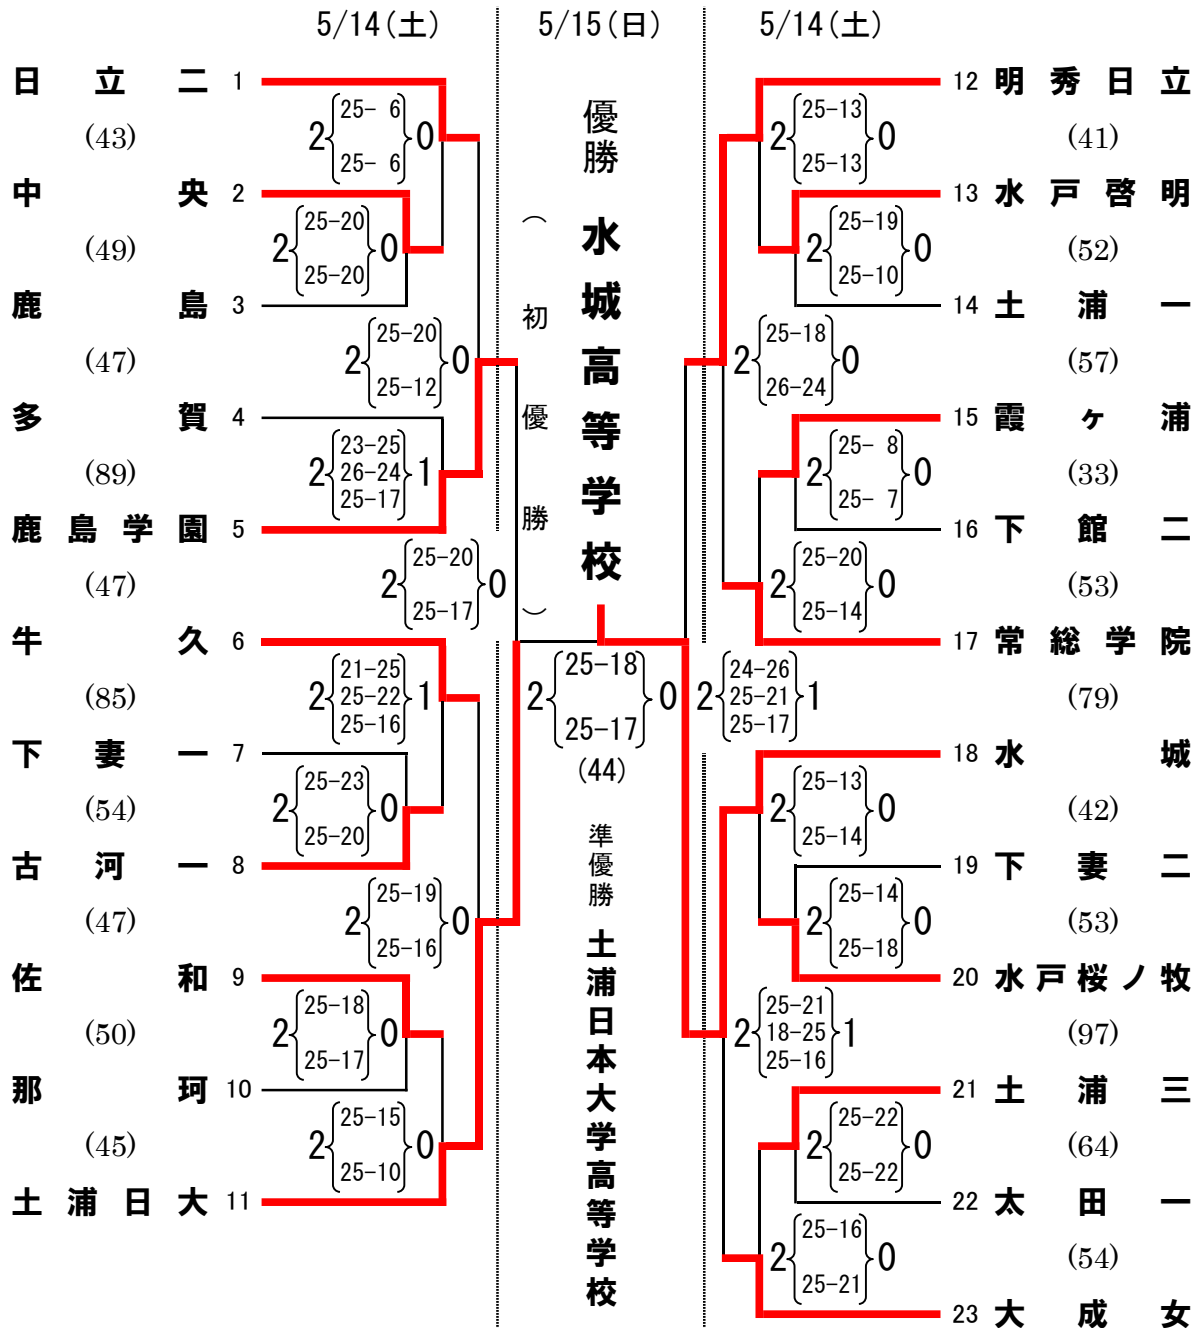 5/14(土)
5/15(日)
5/14(土)
日立二 1
(43)
中央 2
(49)
鹿島 3
(47)
多賀 4
(89)
鹿島学園 5
(47)
牛久 6
(85)
下妻一 7
(54)
古河一 8
(47)
佐和 9
(50)
那珂 10
(45)
土浦日大 11
2 25- 6 0
25- 6
2 25-20 0
25-20
2 25-20 0
25-12
23-25
2 26-24 1
25-17
2 25-20 0
25-17
21-25
2 25-22 1
25-16
2 25-23 0
25-20
2 25-19 0
25-16
2 25-18 0
25-17
2 25-15 0
25-10
優勝
水城高等学校
(初優勝)
2 25-18 0
25-17
(44)
準優勝
土浦日本大学高等学校
2 25-13 0
25-13
2 25-19 0
25-10
2 25-18 0
26-24
2 25- 8 0
25- 7
2 25-20 0
25-14
24-26
2 25-21 1
25-17
2 25-13 0
25-14
2 25-14 0
25-18
25-21
2 18-25 1
25-16
2 25-22 0
25-22
2 25-16 0
25-21
12 明秀日立
(41)
13 水戸啓明
(52)
14 土浦一
(57)
15 霞ヶ浦
(33)
16 下館二
(53)
17 常総学院
(79)
18 水城
(42)
19 下妻二
(53)
20 水戸桜ノ牧
(97)
21 土浦三
(64)
22 太田一
(54)
23 大成女